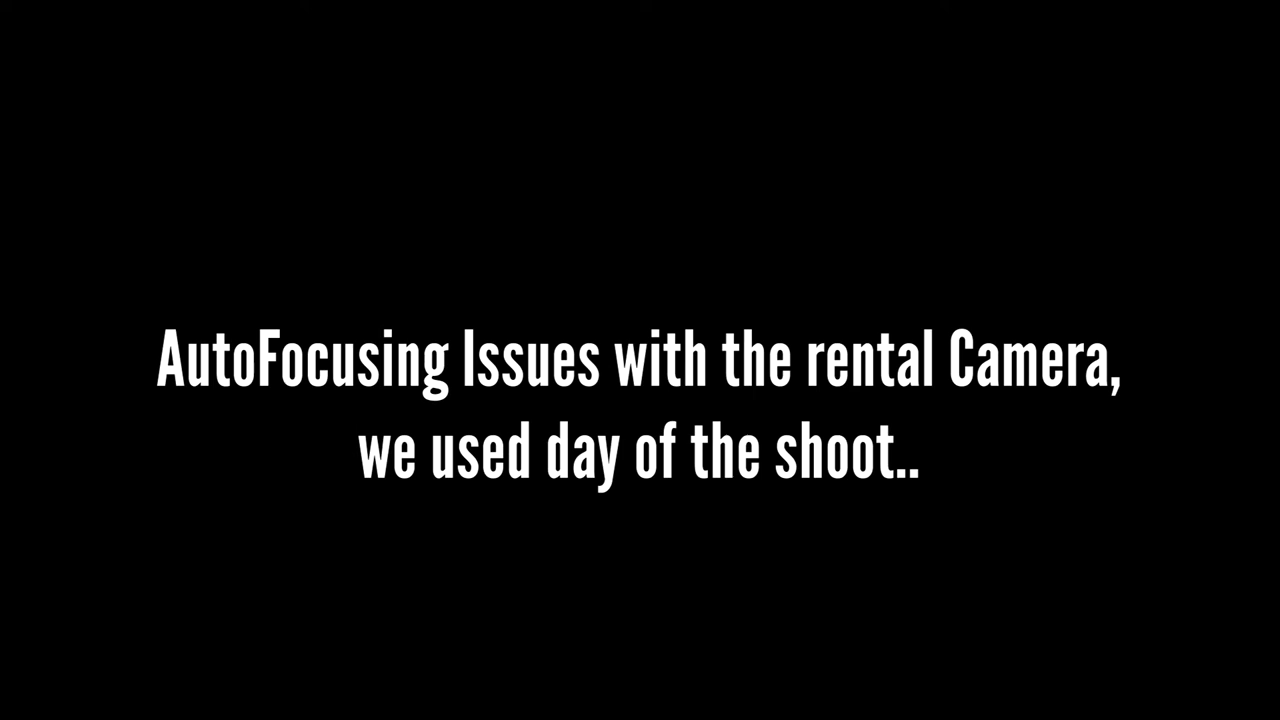 AutoFocusing Issues with the rental Camera,
we used day of the shoot..